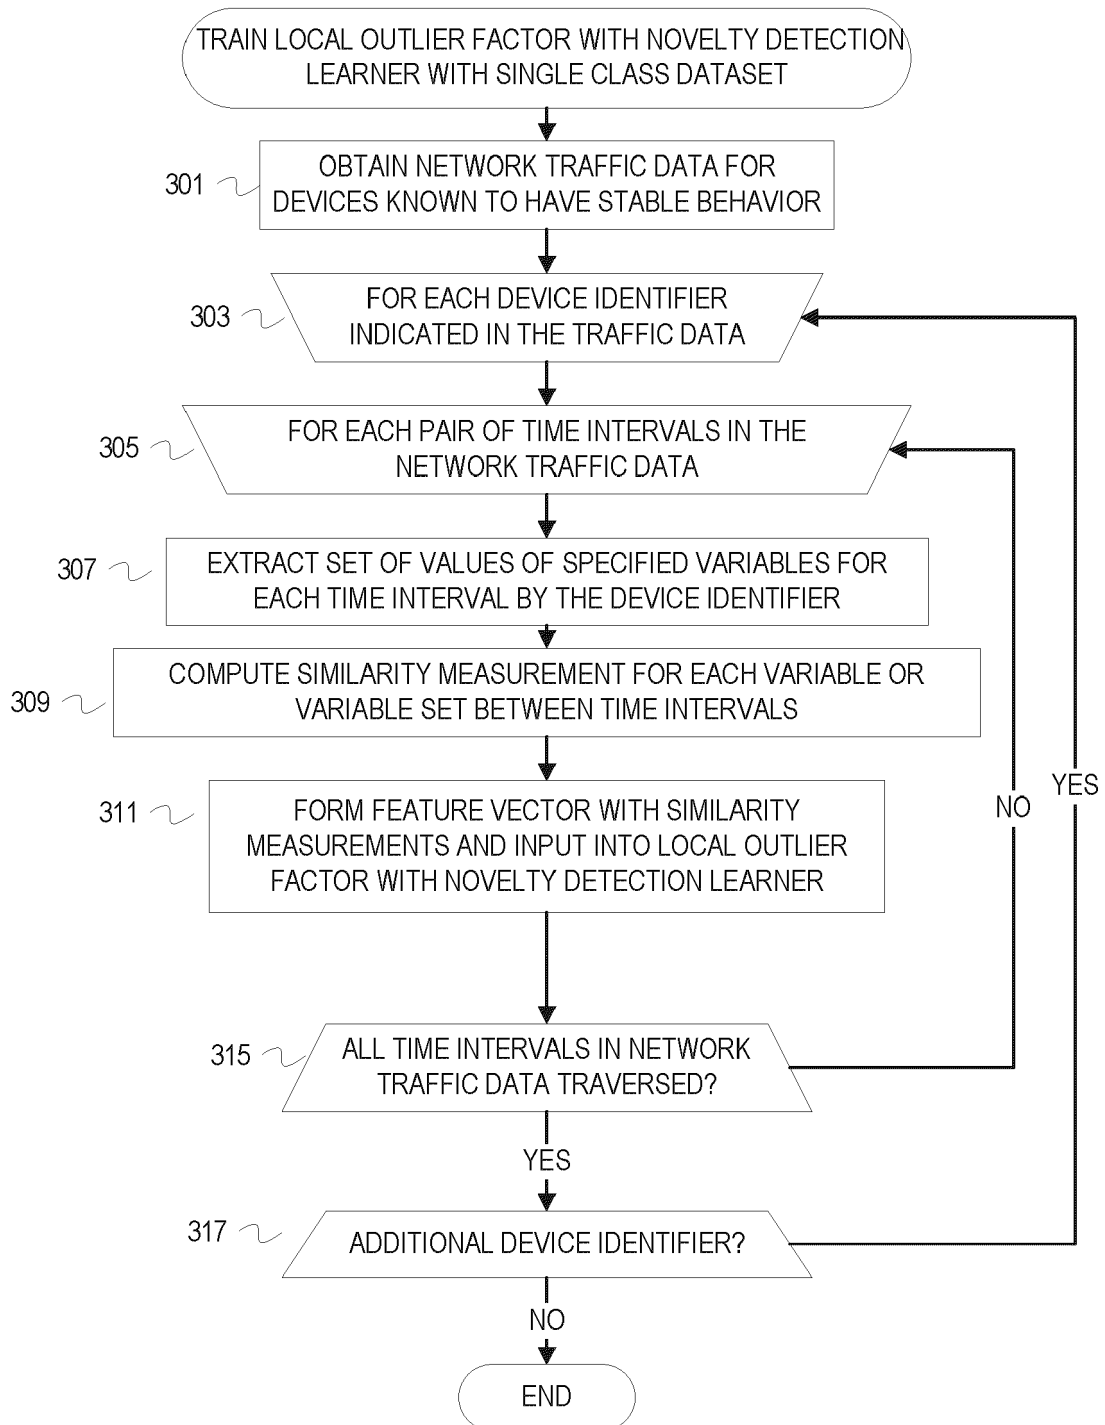 TRAIN LOCAL OUTLIER FACTOR WITH NOVELTY DETECTION
LEARNER WITH SINGLE CLASS DATASET
301
OBTAIN NETWORK TRAFFIC DATA FOR
DEVICES KNOWN TO HAVE STABLE BEHAVIOR
303
FOR EACH DEVICE IDENTIFIER
INDICATED IN THE TRAFFIC DATA
305
FOR EACH PAIR OF TIME INTERVALS IN THE
NETWORK TRAFFIC DATA
307
EXTRACT SET OF VALUES OF SPECIFIED VARIABLES FOR
EACH TIME INTERVAL BY THE DEVICE IDENTIFIER
309
COMPUTE SIMILARITY MEASUREMENT FOR EACH VARIABLE OR
VARIABLE SET BETWEEN TIME INTERVALS
311
FORM FEATURE VECTOR WITH SIMILARITY
MEASUREMENTS AND INPUT INTO LOCAL OUTLIER
FACTOR WITH NOVELTY DETECTION LEARNER
NO
YES
315
ALL TIME INTERVALS IN NETWORK
TRAFFIC DATA TRAVERSED?
YES
317
ADDITIONAL DEVICE IDENTIFIER?
NO
END